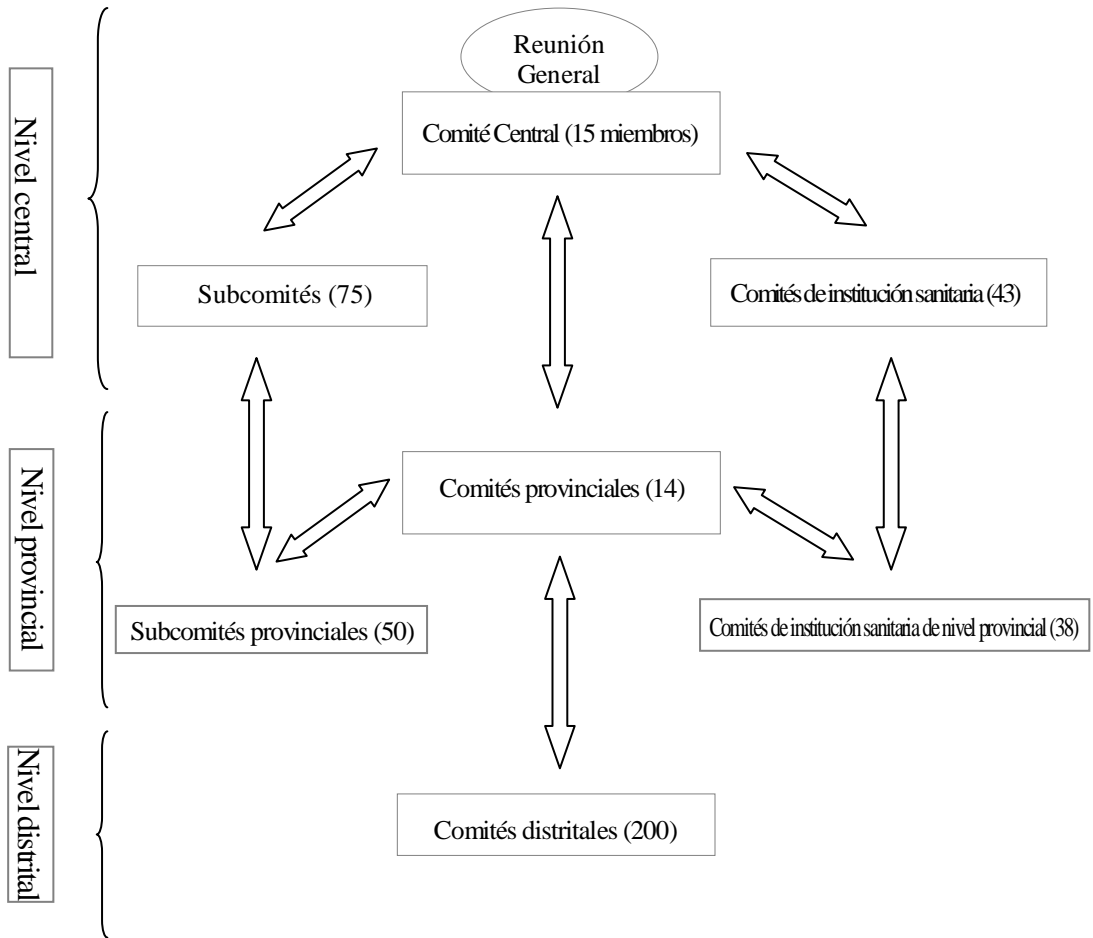 Reunión
General
Comité Central (15 miembros)
Nivel central
Subcomités (75)
Comités de institución sanitaria (43)
Nivel provincial
Comités provinciales (14)
Subcomités provinciales (50)
Comités de institución sanitaria de nivel provincial (38)
Nivel distrital
Comités distritales (200)